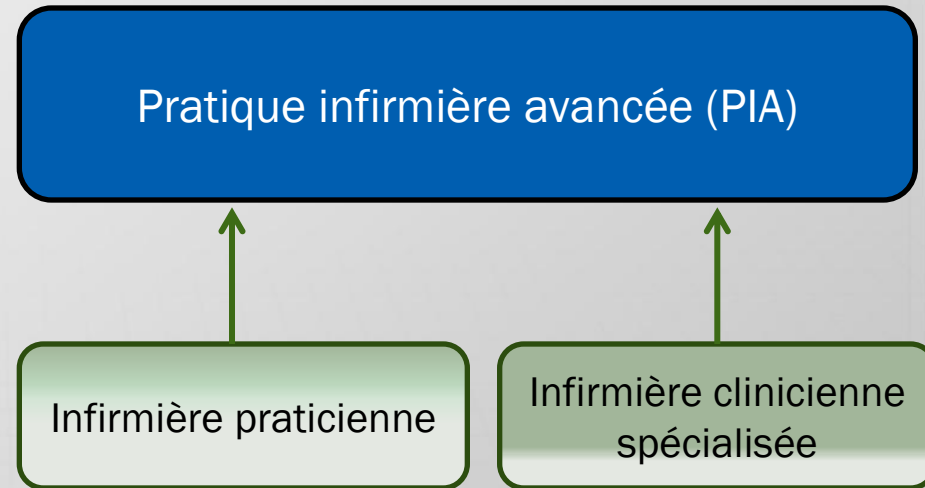 Pratique infirmière avancée (PIA)
Infirmière praticienne
Infirmière clinicienne
spécialisée